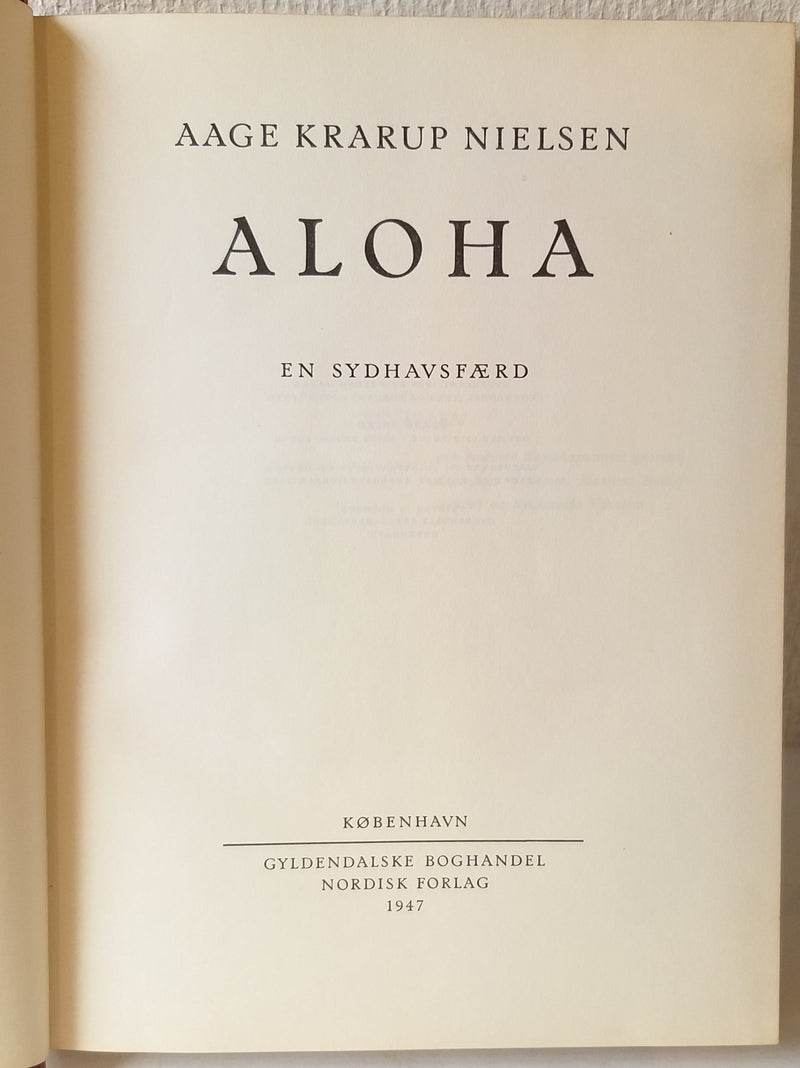 AAGE KRARUP NIELSEN
ALOHA
EN SYDHAVSFÆRD
KØBENHAVN
GYLDENDALSKE BOGHANDEL
NORDISK FORLAG
1947